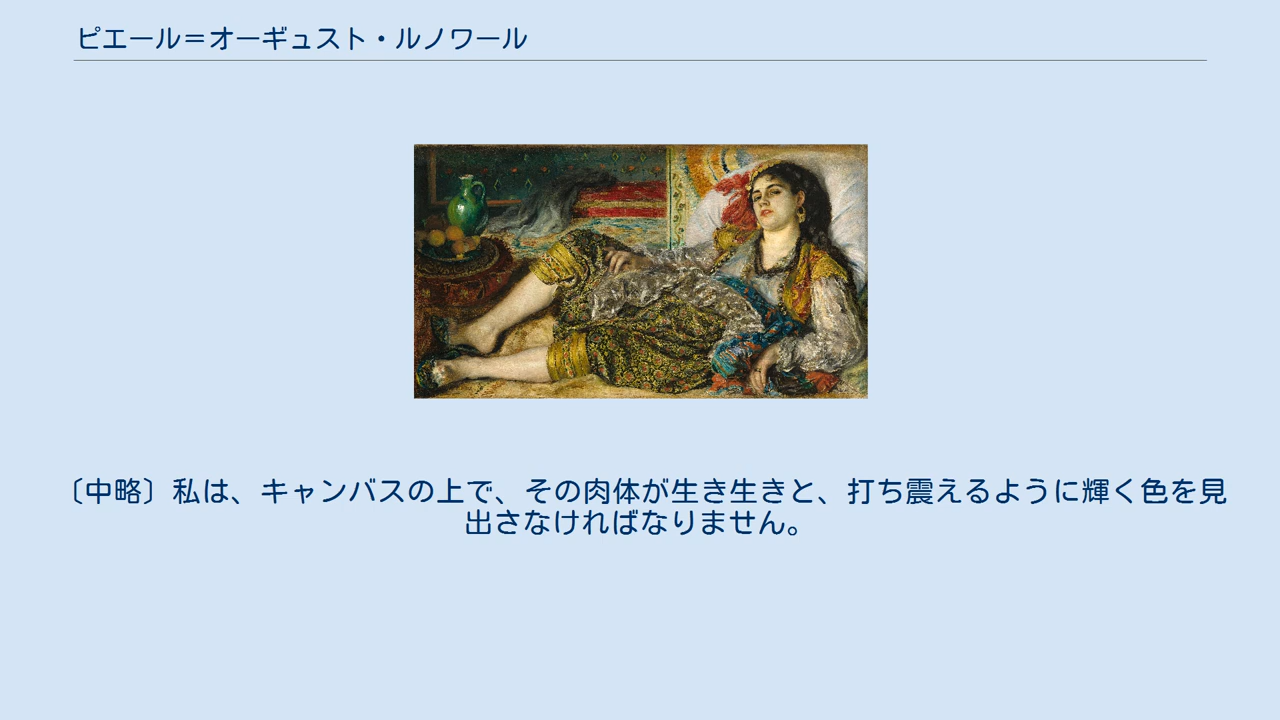 ピエール＝オーギュスト・ルノワール
〔中略〕私は、キャンバスの上で、その肉体が生き生きと、打ち震えるように輝く色を見
出さなければなりません。